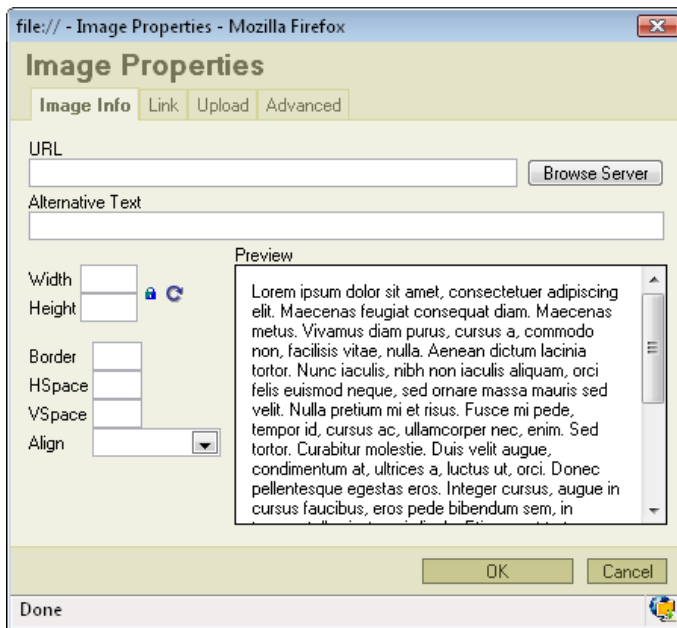 file:// - Image Properties - Mozilla Firefox
Image Properties
Image Info Link Upload Advanced
URL
Browse Server
Alternative Text
Preview
Width
Height
Border
HSpace
VSpace
Align
Lorem ipsum dolor sit amet, consectetuer adipiscing
elit. Maecenas feugiat consequat diam. Maecenas
metus. Vivamus diam purus, cursus a, commodo
non, facilisis vitae, nulla. Aenean dictum lacinia
tortor. Nunc iaculis, nibh non iaculis aliquam, orci
felis euismod neque, sed ornare massa mauris sed
velit. Nulla pretium mi et risus. Fusce mi pede,
tempor id, cursus ac, ullamcorper nec, enim. Sed
tortor. Curabitur molestie. Duis velit augue,
condimentum at, ultrices a, luctus ut, orci. Donec
pellentesque egestas eros. Integer cursus, augue in
cursus faucibus, eros pede bibendum sem, in
OK Cancel
Done